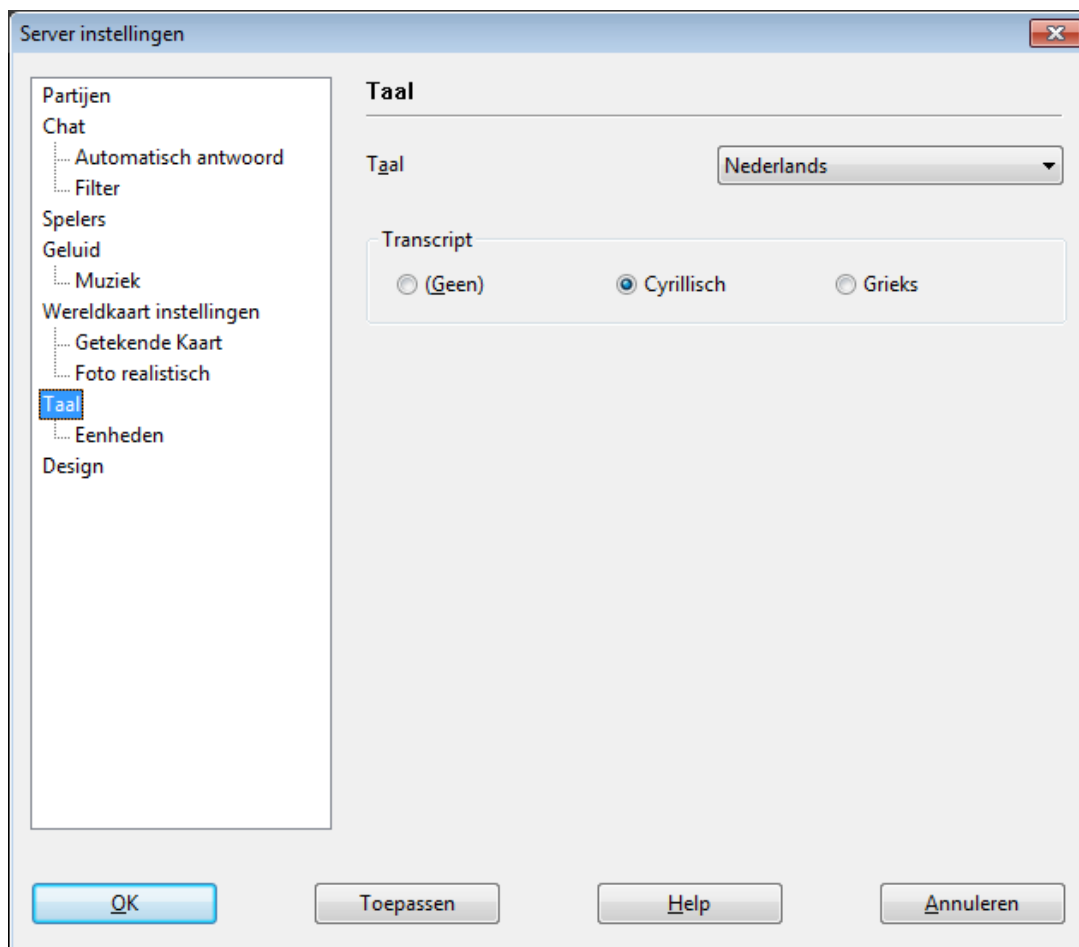 Server instellingen
Partijen
Chat
Automatisch antwoord
Filter
Spelers
Geluid
Muziek
Wereldkaart instellingen
Getekende Kaart
Foto realistisch
Taal
Eenheden
Design
Taal
Taal Nederlands
Transcript
(Geen) Cyrillisch Grieks
OK Toepassen Help Annuleren